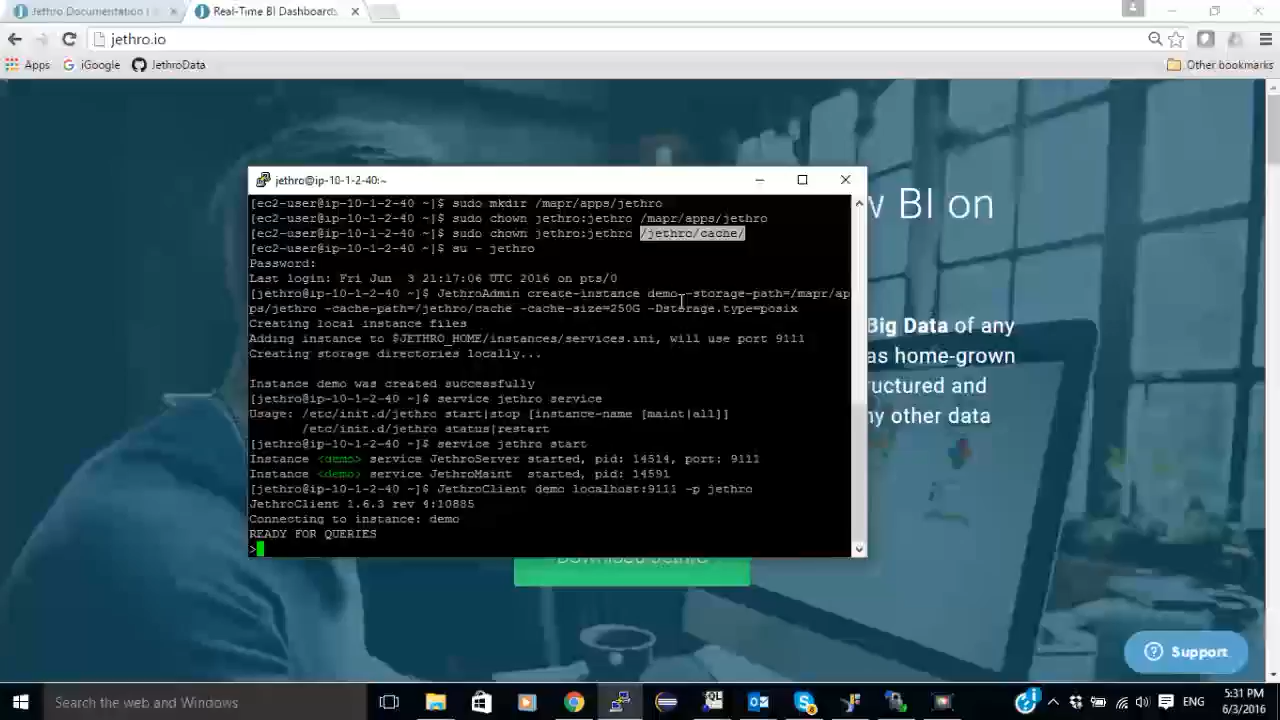 Jethro Documentation |
Real-Time BI Dashboards
jethro.io
Apps
iGoogle
JethroData
Other bookmarks
w BI on
Big Data of any
as home-grown
ructured and
ny other data
jethro@ip-10-1-2-40:~
[ec2-user@ip-10-1-2-40 ~]$ sudo mkdir /mapr/apps/jethro
[ec2-user@ip-10-1-2-40 ~]$ sudo chown jethro:jethro /mapr/apps/jethro
[ec2-user@ip-10-1-2-40 ~]$ sudo chown jethro:jethro /jethro/cache/
[ec2-user@ip-10-1-2-40 ~]$ su - jethro
Password:
Last login: Fri Jun  3 21:17:06 UTC 2016 on pts/0
[jethro@ip-10-1-2-40 ~]$ JethroAdmin create-instance demo -storage-path=/mapr/ap
ps/jethro -cache-path=/jethro/cache -cache-size=250G -Dstorage.type=posix
Creating local instance files
Adding instance to $JETHRO_HOME/instances/services.ini, will use port 9111
Creating storage directories locally...
Instance demo was created successfully
[jethro@ip-10-1-2-40 ~]$ service jethro service
Usage: /etc/init.d/jethro start|stop [instance-name [maint|all]]
/etc/init.d/jethro status|restart
[jethro@ip-10-1-2-40 ~]$ service jethro start
Instance <demo> service JethroServer started, pid: 14514, port: 9111
Instance <demo> service JethroMaint  started, pid: 14591
[jethro@ip-10-1-2-40 ~]$ JethroClient demo localhost:9111 -p jethro
JethroClient 1.6.3 rev 4:10885
Connecting to instance: demo
READY FOR QUERIES
>
Download Jethro
Support
Search the web and Windows
ENG
5:31 PM
6/3/2016